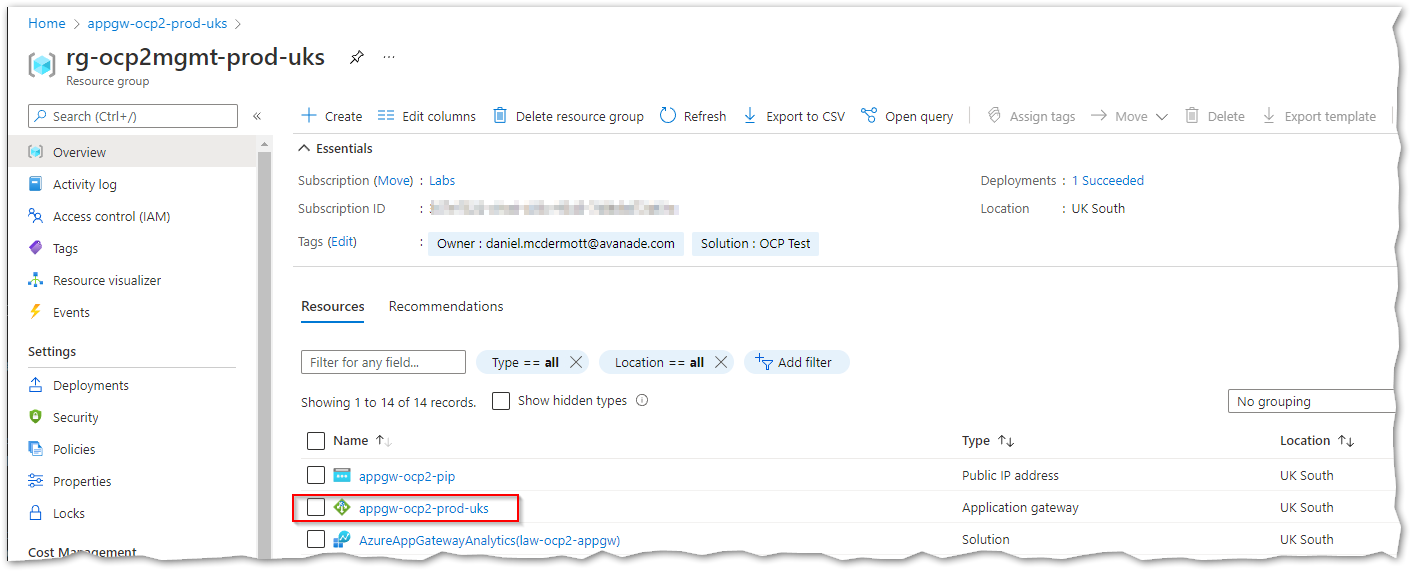 Home > appgw-ocp2-prod-uks >
rg-ocp2mgmt-prod-uks ...
Resource group
Search (Ctrl+/) «
Create Edit columns Delete resource group Refresh Export to CSV Open query Assign tags Move Delete Export template
Overview
Activity log
Access control (IAM)
Tags
Resource visualizer
Events
Settings
Deployments
Security
Policies
Properties
Locks
Cost Management
Essentials
Subscription (Move) : Labs
Deployments : 1 Succeeded
Subscription ID :
Location : UK South
Tags (Edit) : Owner : daniel.mcdermott@avanade.com Solution : OCP Test
Resources Recommendations
Filter for any field... Type == all Location == all Add filter
Showing 1 to 14 of 14 records. Show hidden types
No grouping
Name Type Location
appgw-ocp2-pip Public IP address UK South
appgw-ocp2-prod-uks Application gateway UK South
AzureAppGatewayAnalytics(law-ocp2-appgw) Solution UK South